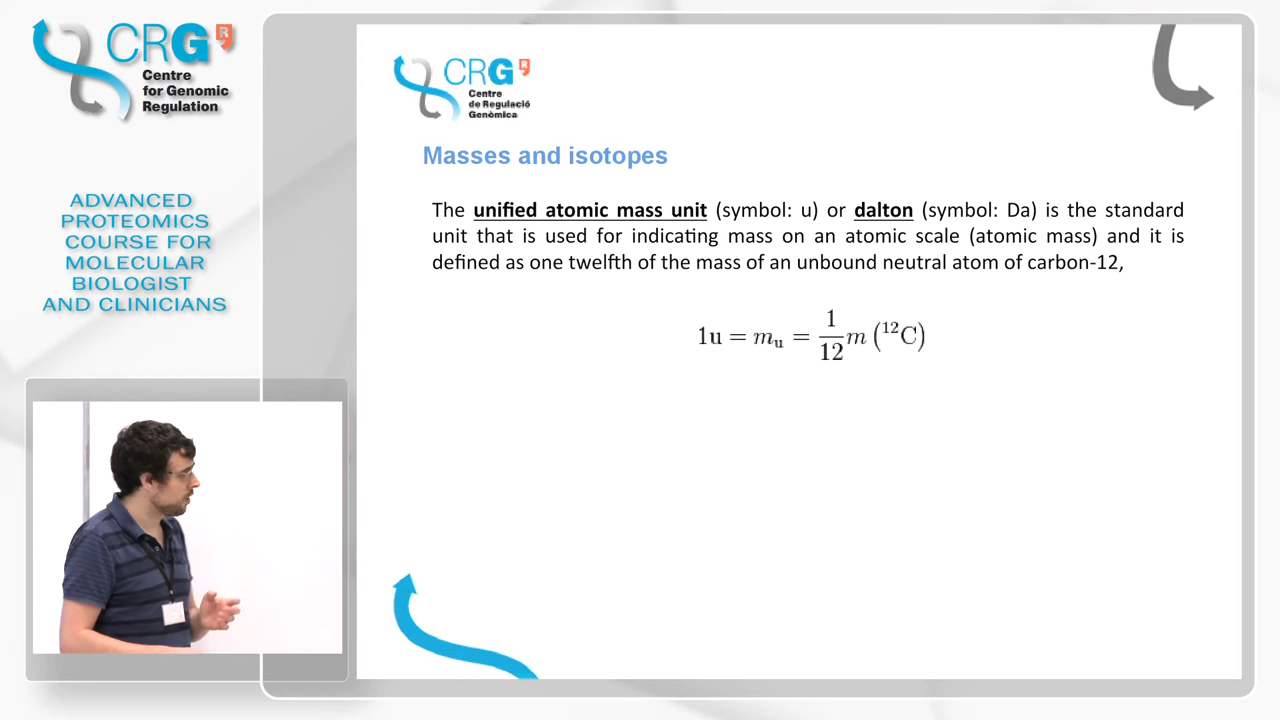 CRG
R
Centre
for Genomic
Regulation
ADVANCED
PROTEOMICS
COURSE FOR
MOLECULAR
BIOLOGIST
AND CLINICIANS
CRG
R
Centre
de Regulació
Genòmica
Masses and isotopes
The unified atomic mass unit (symbol: u) or dalton (symbol: Da) is the standard
unit that is used for indicating mass on an atomic scale (atomic mass) and it is
defined as one twelfth of the mass of an unbound neutral atom of carbon-12,
1u = mᵤ = 1/12 m (¹²C)